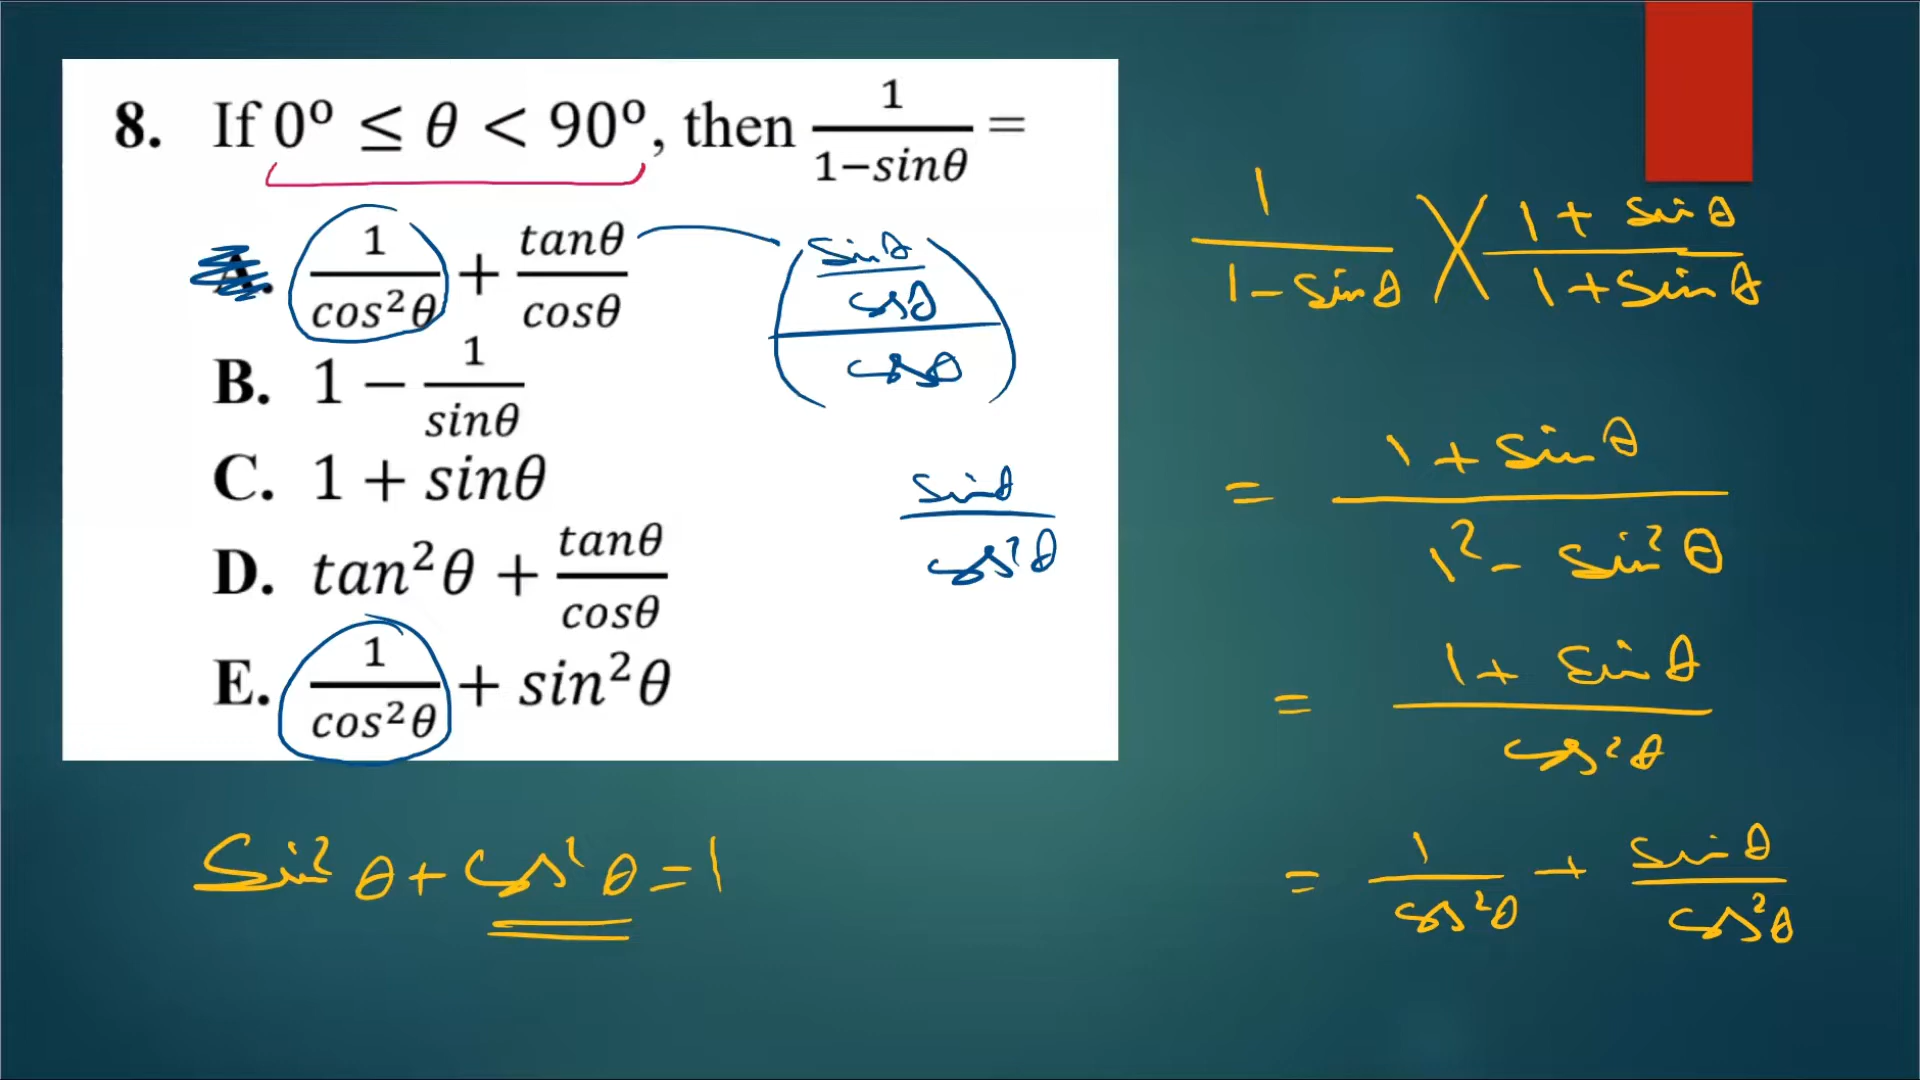 8. If 0° ≤ θ < 90°, then 1/(1−sinθ) =
A. 1/cos²θ + tanθ/cosθ
B. 1 − 1/sinθ
C. 1 + sinθ
D. tan²θ + tanθ/cosθ
E. 1/cos²θ + sin²θ
(sinθ/cosθ)/cosθ
sinθ/cos²θ
sin²θ + cos²θ = 1
1/(1 − sinθ) × (1 + sinθ)/(1 + sinθ)
= (1 + sinθ)/(1² − sin²θ)
= (1 + sinθ)/cos²θ
= 1/cos²θ + sinθ/cos²θ